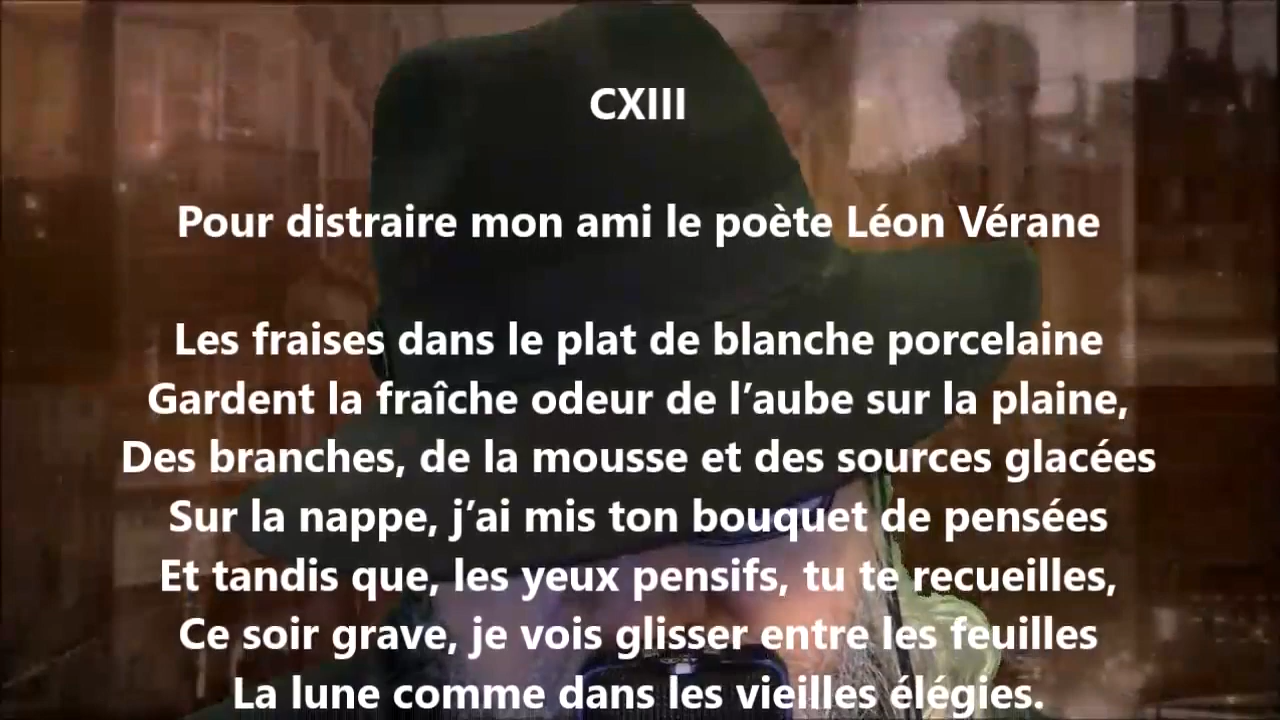 CXIII
Pour distraire mon ami le poète Léon Vérane
Les fraises dans le plat de blanche porcelaine
Gardent la fraîche odeur de l’aube sur la plaine,
Des branches, de la mousse et des sources glacées
Sur la nappe, j’ai mis ton bouquet de pensées
Et tandis que, les yeux pensifs, tu te recueilles,
Ce soir grave, je vois glisser entre les feuilles
La lune comme dans les vieilles élégies.